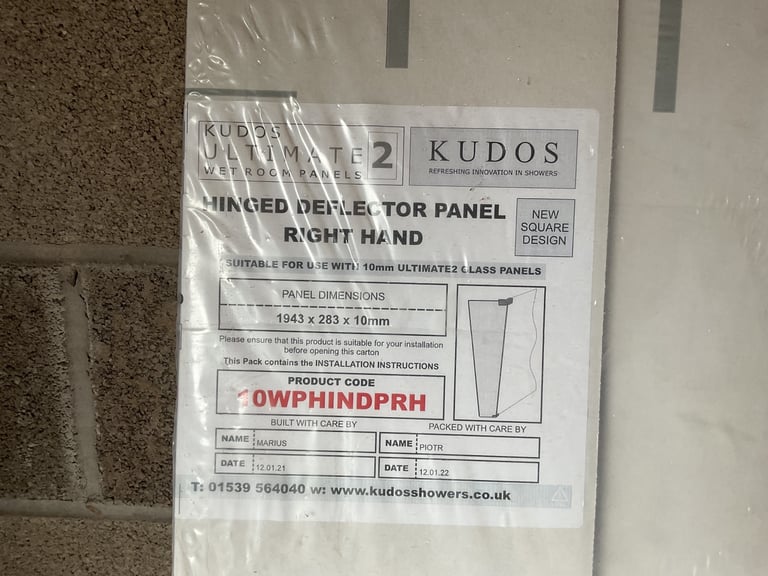 KUDOS
ULTIMATE 2
WETROOM PANELS
KUDOS
REFRESHING INNOVATION IN SHOWERS
HINGED DEFLECTOR PANEL
RIGHT HAND
NEW
SQUARE
DESIGN
SUITABLE FOR USE WITH 10mm ULTIMATE2 GLASS PANELS
PANEL DIMENSIONS
1943 x 283 x 10mm
Please ensure that this product is suitable for your installation
before opening this carton
This Pack contains the INSTALLATION INSTRUCTIONS
PRODUCT CODE
10WPHINDPRH
BUILT WITH CARE BY
NAME MARIUS
DATE 12.01.21
PACKED WITH CARE BY
NAME PIOTR
DATE 12.01.22
T: 01539 564040 w: www.kudosshowers.co.uk